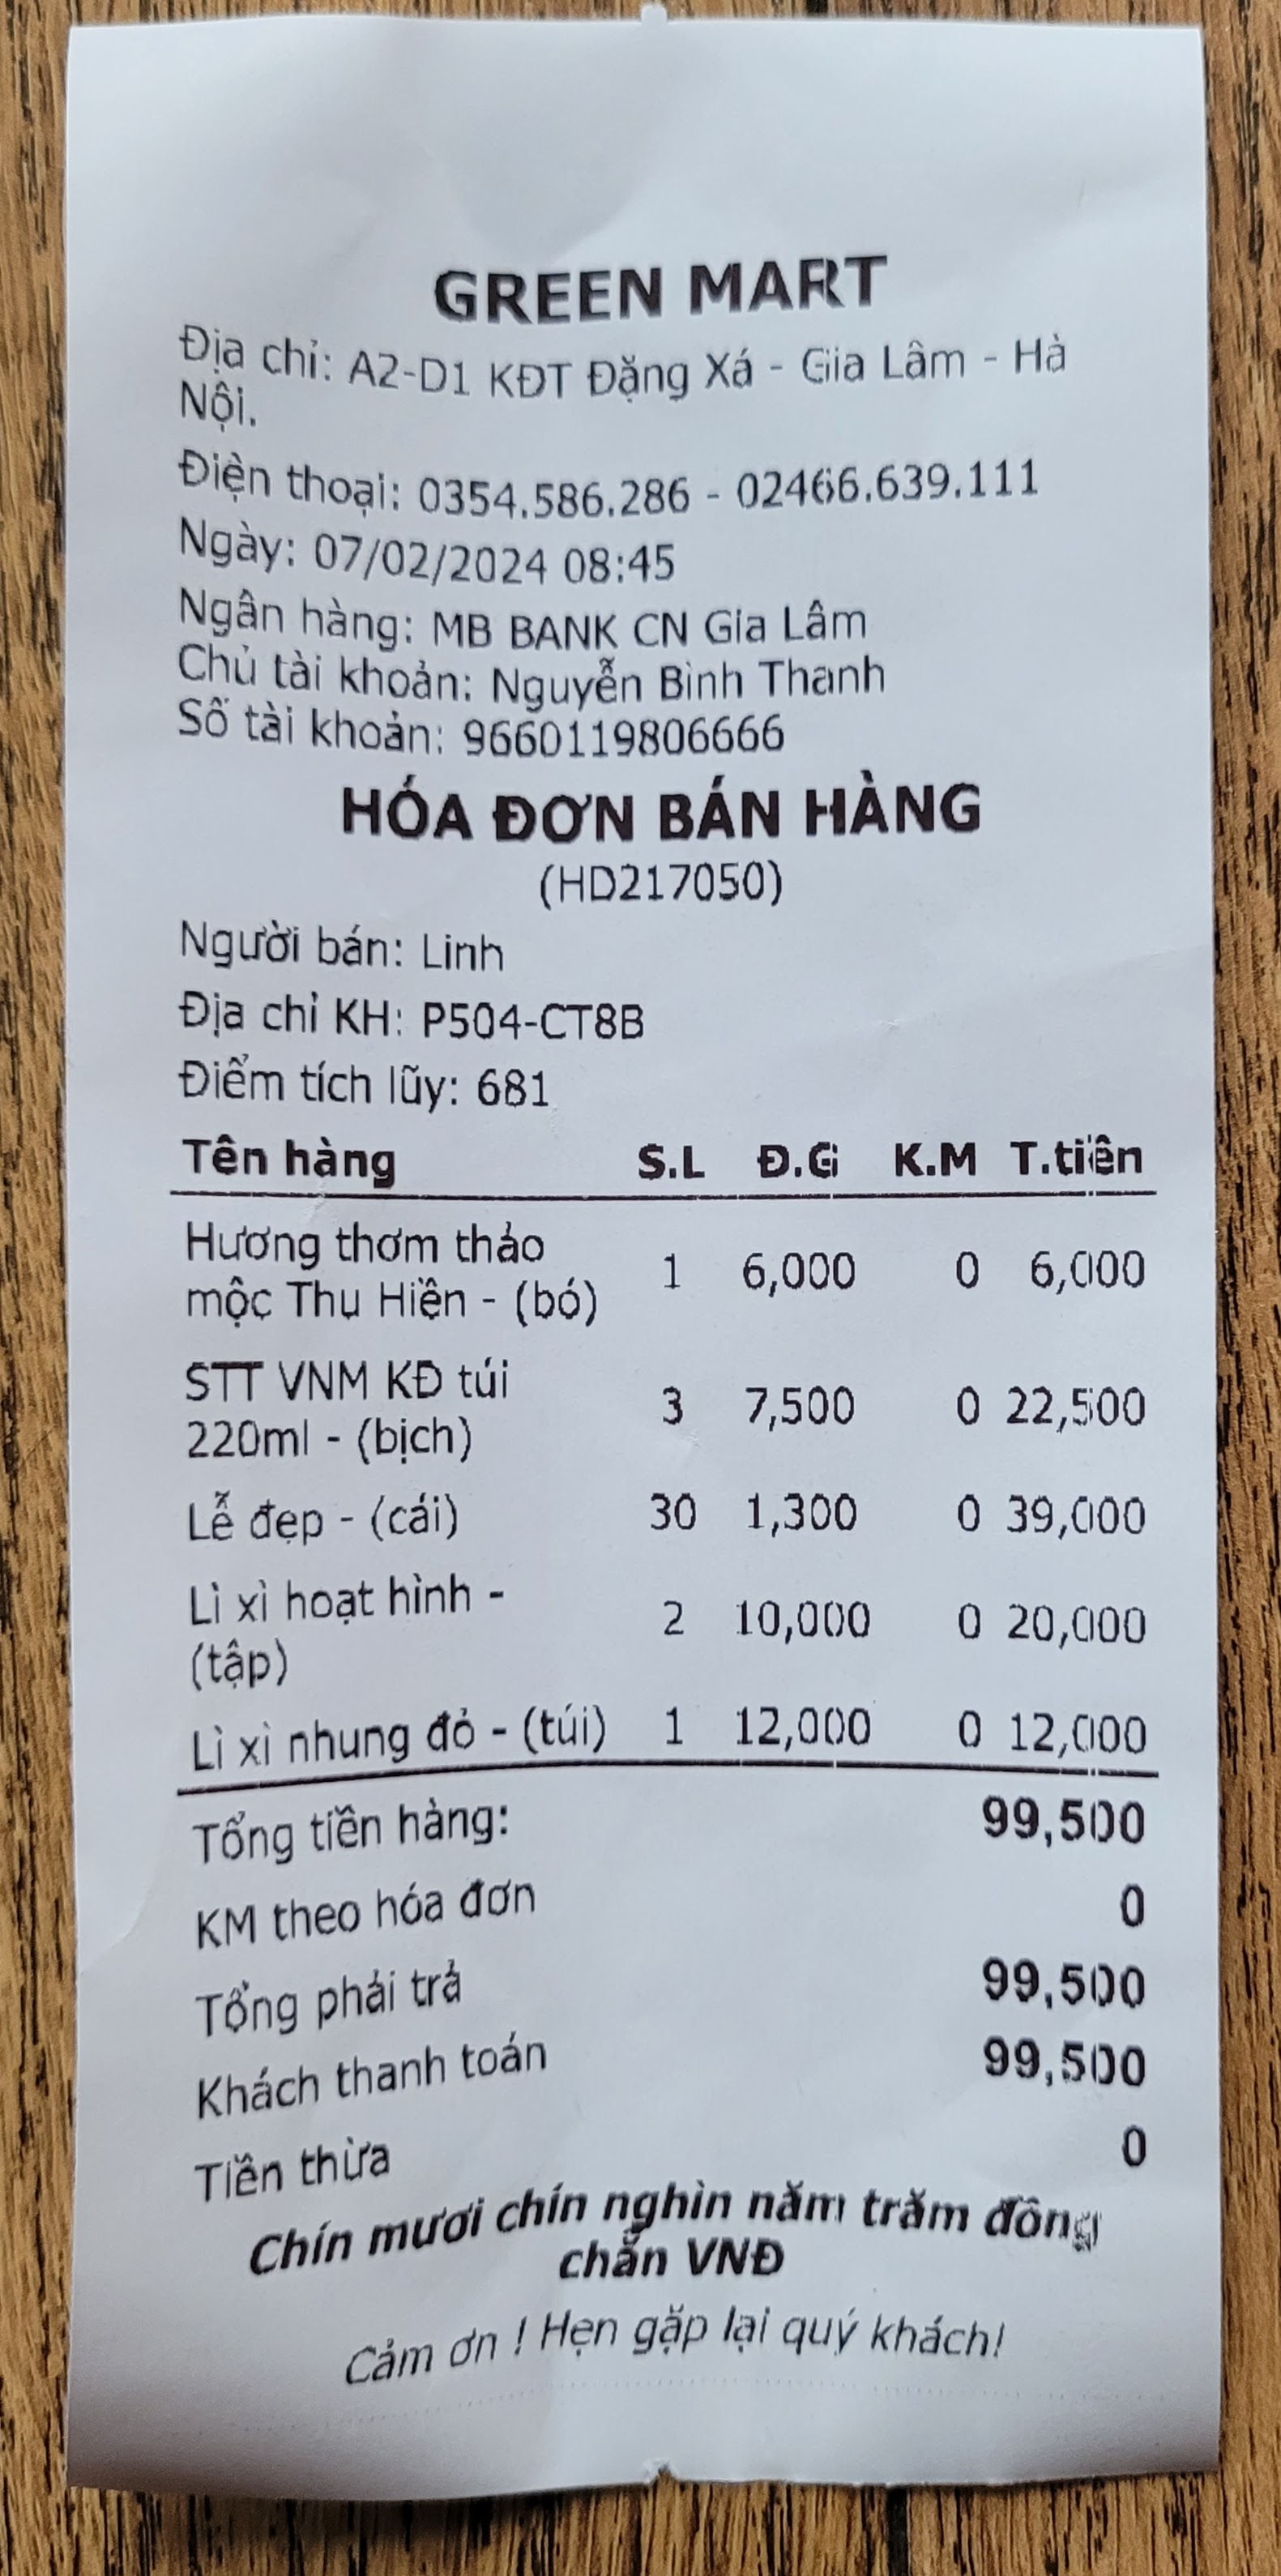 GREEN MART
Địa chỉ: A2-D1 KĐT Đặng Xá - Gia Lâm - Hà
Nội.
Điện thoại: 0354.586.286 - 02466.639.111
Ngày: 07/02/2024 08:45
Ngân hàng: MB BANK CN Gia Lâm
Chủ tài khoản: Nguyễn Bình Thanh
Số tài khoản: 9660119806666
HÓA ĐƠN BÁN HÀNG
(HD217050)
Người bán: Linh
Địa chỉ KH: P504-CT8B
Điểm tích lũy: 681
Tên hàng S.L Đ.G K.M T.tiền
Hương thơm thảo
mộc Thu Hiền - (bó) 1 6,000 0 6,000
STT VNM KĐ túi
220ml - (bịch) 3 7,500 0 22,500
Lễ đẹp - (cái) 30 1,300 0 39,000
Lì xì hoạt hình -
(tập) 2 10,000 0 20,000
Lì xì nhung đỏ - (túi) 1 12,000 0 12,000
Tổng tiền hàng: 99,500
KM theo hóa đơn 0
Tổng phải trả 99,500
Khách thanh toán 99,500
Tiền thừa 0
Chín mươi chín nghìn năm trăm đồng
chẵn VNĐ
Cảm ơn ! Hẹn gặp lại quý khách!